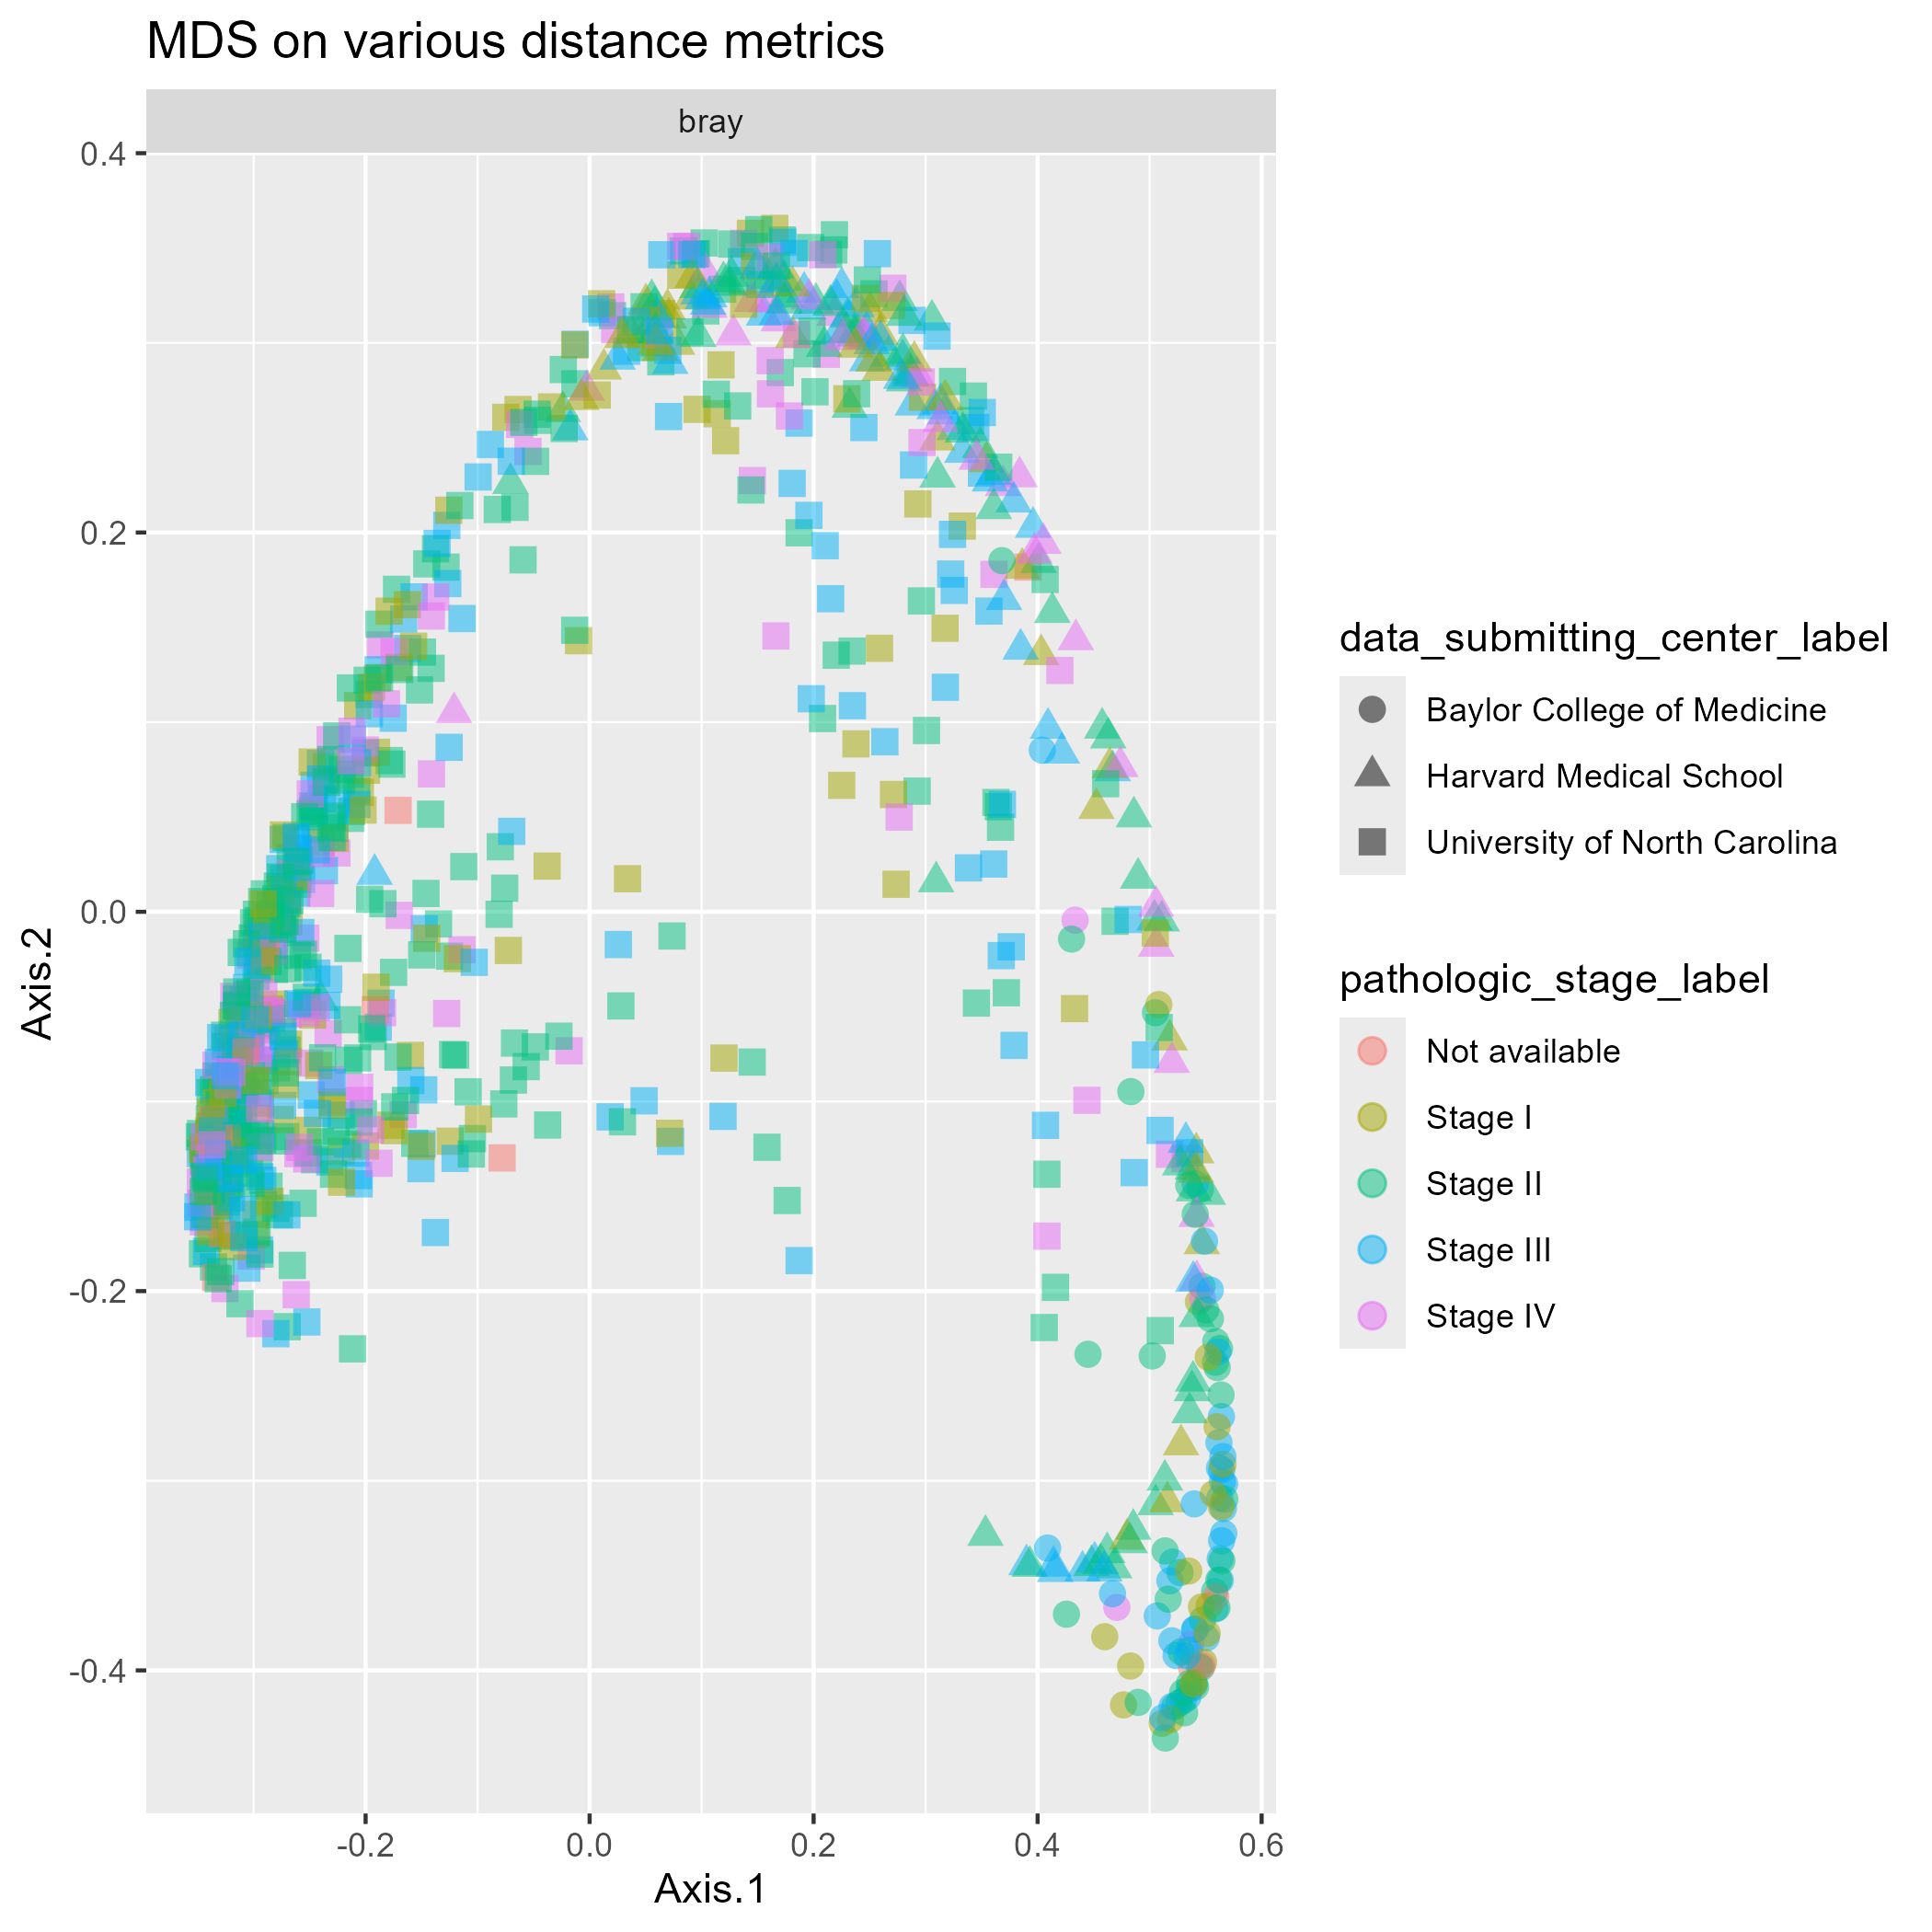 MDS on various distance metrics
bray
0.4
0.2
0.0
-0.2
-0.4
Axis.2
-0.2
0.0
0.2
0.4
0.6
Axis.1
data_submitting_center_label
Baylor College of Medicine
Harvard Medical School
University of North Carolina
pathologic_stage_label
Not available
Stage I
Stage II
Stage III
Stage IV